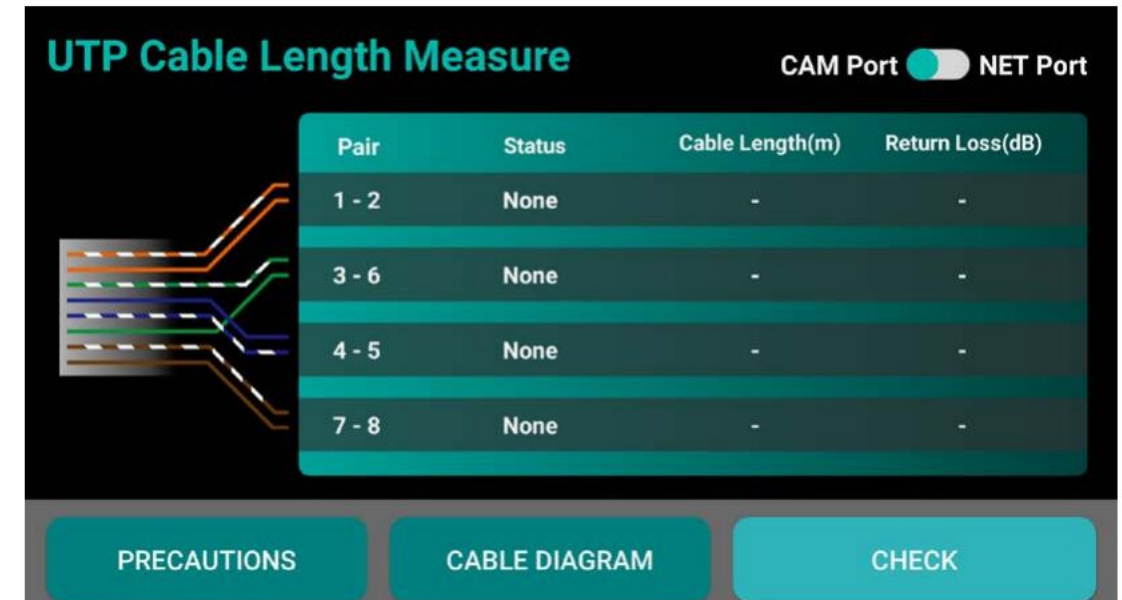 UTP Cable Length Measure
CAM Port NET Port
Pair Status Cable Length(m) Return Loss(dB)
1 - 2 None - -
3 - 6 None - -
4 - 5 None - -
7 - 8 None - -
PRECAUTIONS CABLE DIAGRAM CHECK